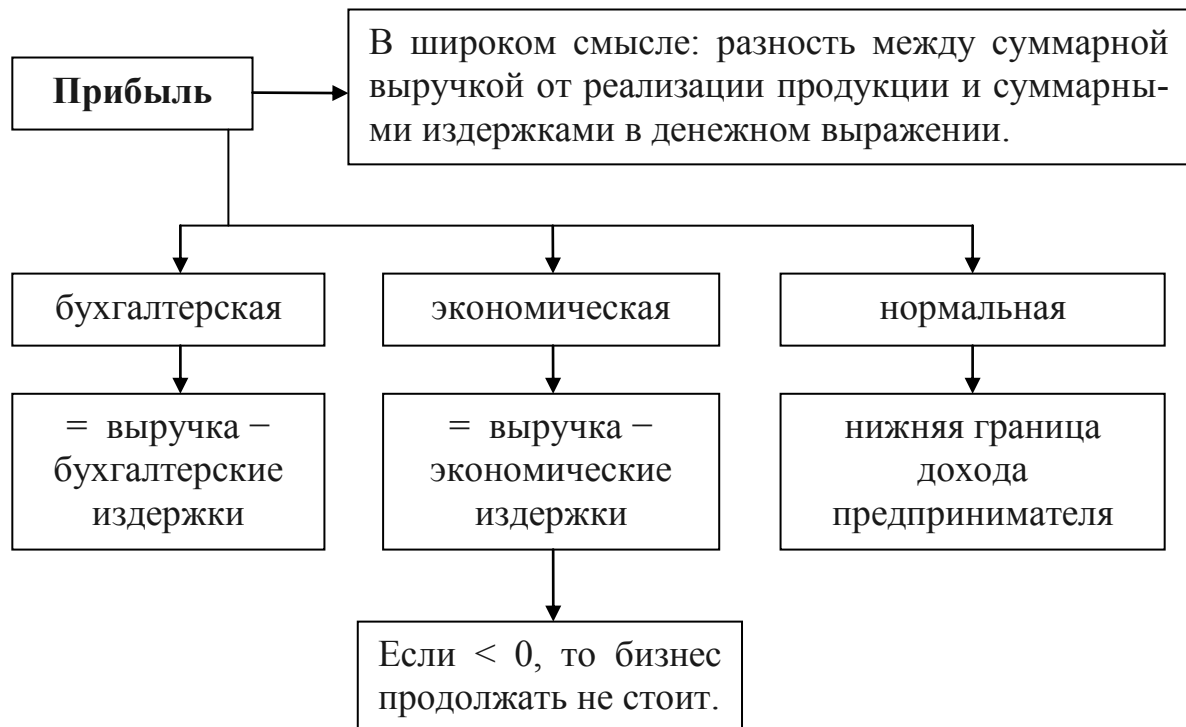 Прибыль
В широком смысле: разность между суммарной
выручкой от реализации продукции и суммарны-
ми издержками в денежном выражении.
бухгалтерская
экономическая
нормальная
= выручка −
бухгалтерские
издержки
= выручка −
экономические
издержки
нижняя граница
дохода
предпринимателя
Если < 0, то бизнес
продолжать не стоит.